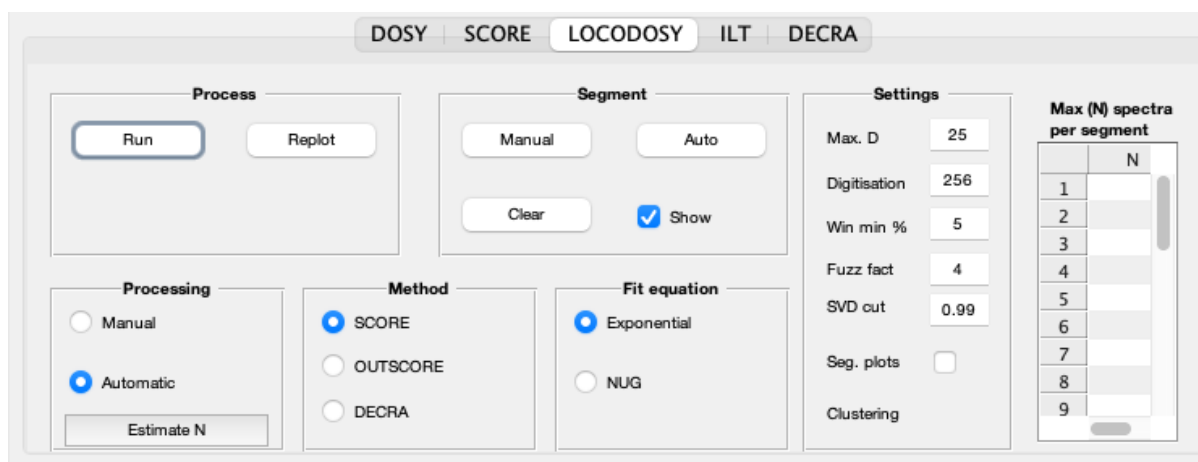 DOSY SCORE LOCODOSY ILT DECRA
Process
Run Replot
Segment
Manual Auto
Clear Show
Settings
Max. D 25
Digitisation 256
Win min % 5
Fuzz fact 4
SVD cut 0.99
Seg. plots
Clustering
Max (N) spectra
per segment
N
1
2
3
4
5
6
7
8
9
Processing
Manual
Automatic
Estimate N
Method
SCORE
OUTSCORE
DECRA
Fit equation
Exponential
NUG